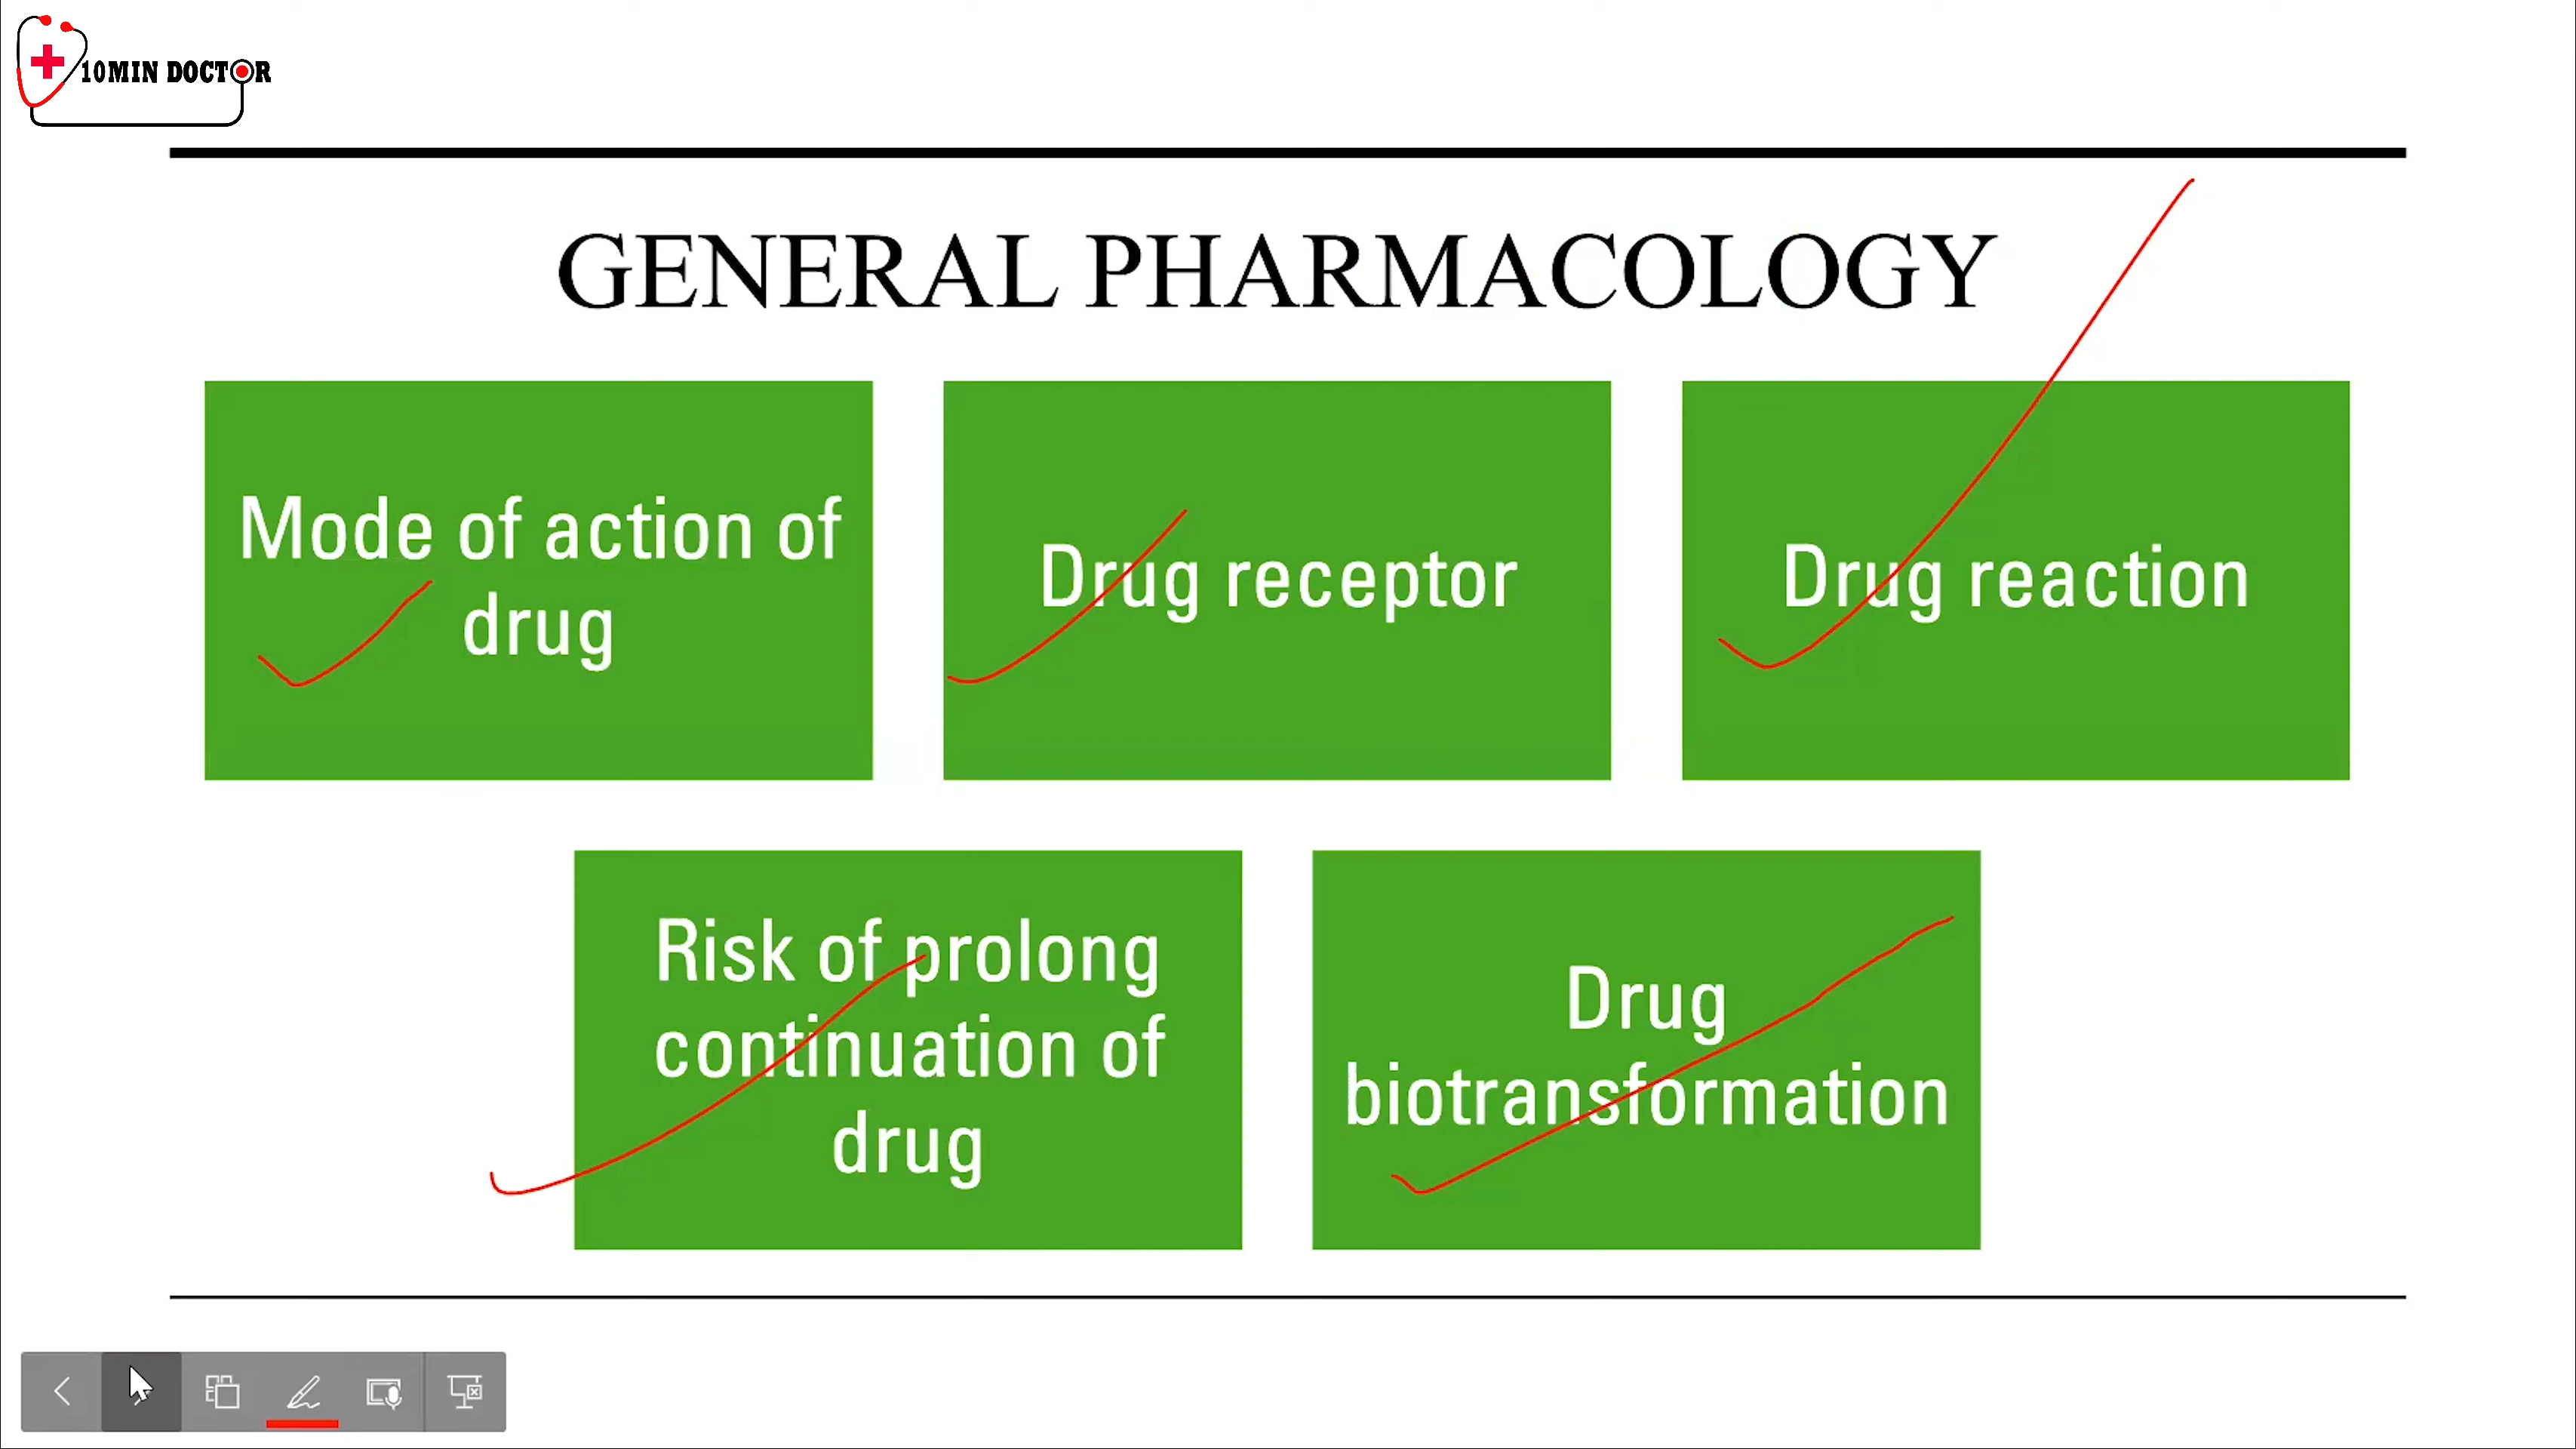 10MIN DOCTOR
GENERAL PHARMACOLOGY
Mode of action of
drug
Drug receptor
Drug reaction
Risk of prolong
continuation of
drug
Drug
biotransformation